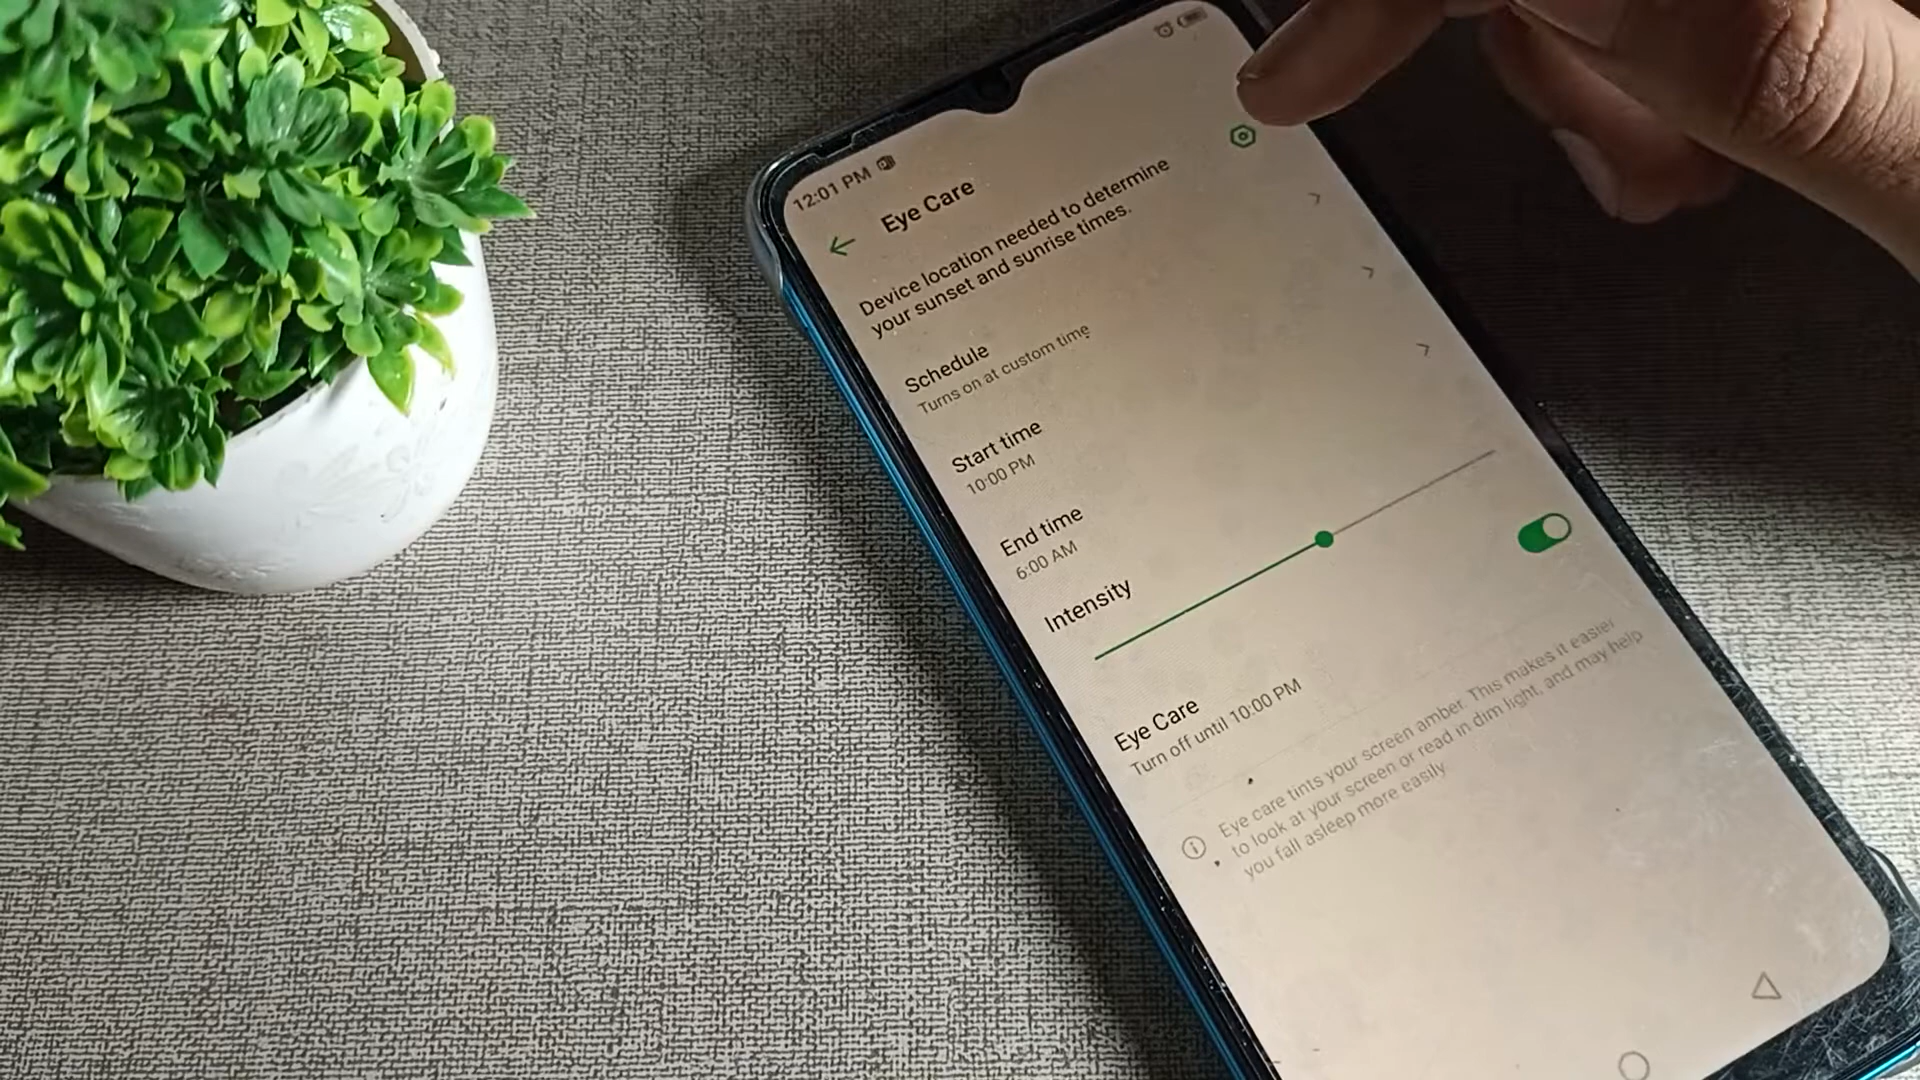 12:01 PM
Eye Care
Device location needed to determine
your sunset and sunrise times.
Schedule
Turns on at custom time
Start time
10:00 PM
End time
6:00 AM
Intensity
Eye Care
Turn off until 10:00 PM
Eye care tints your screen amber. This makes it easier
to look at your screen or read in dim light, and may help
you fall asleep more easily